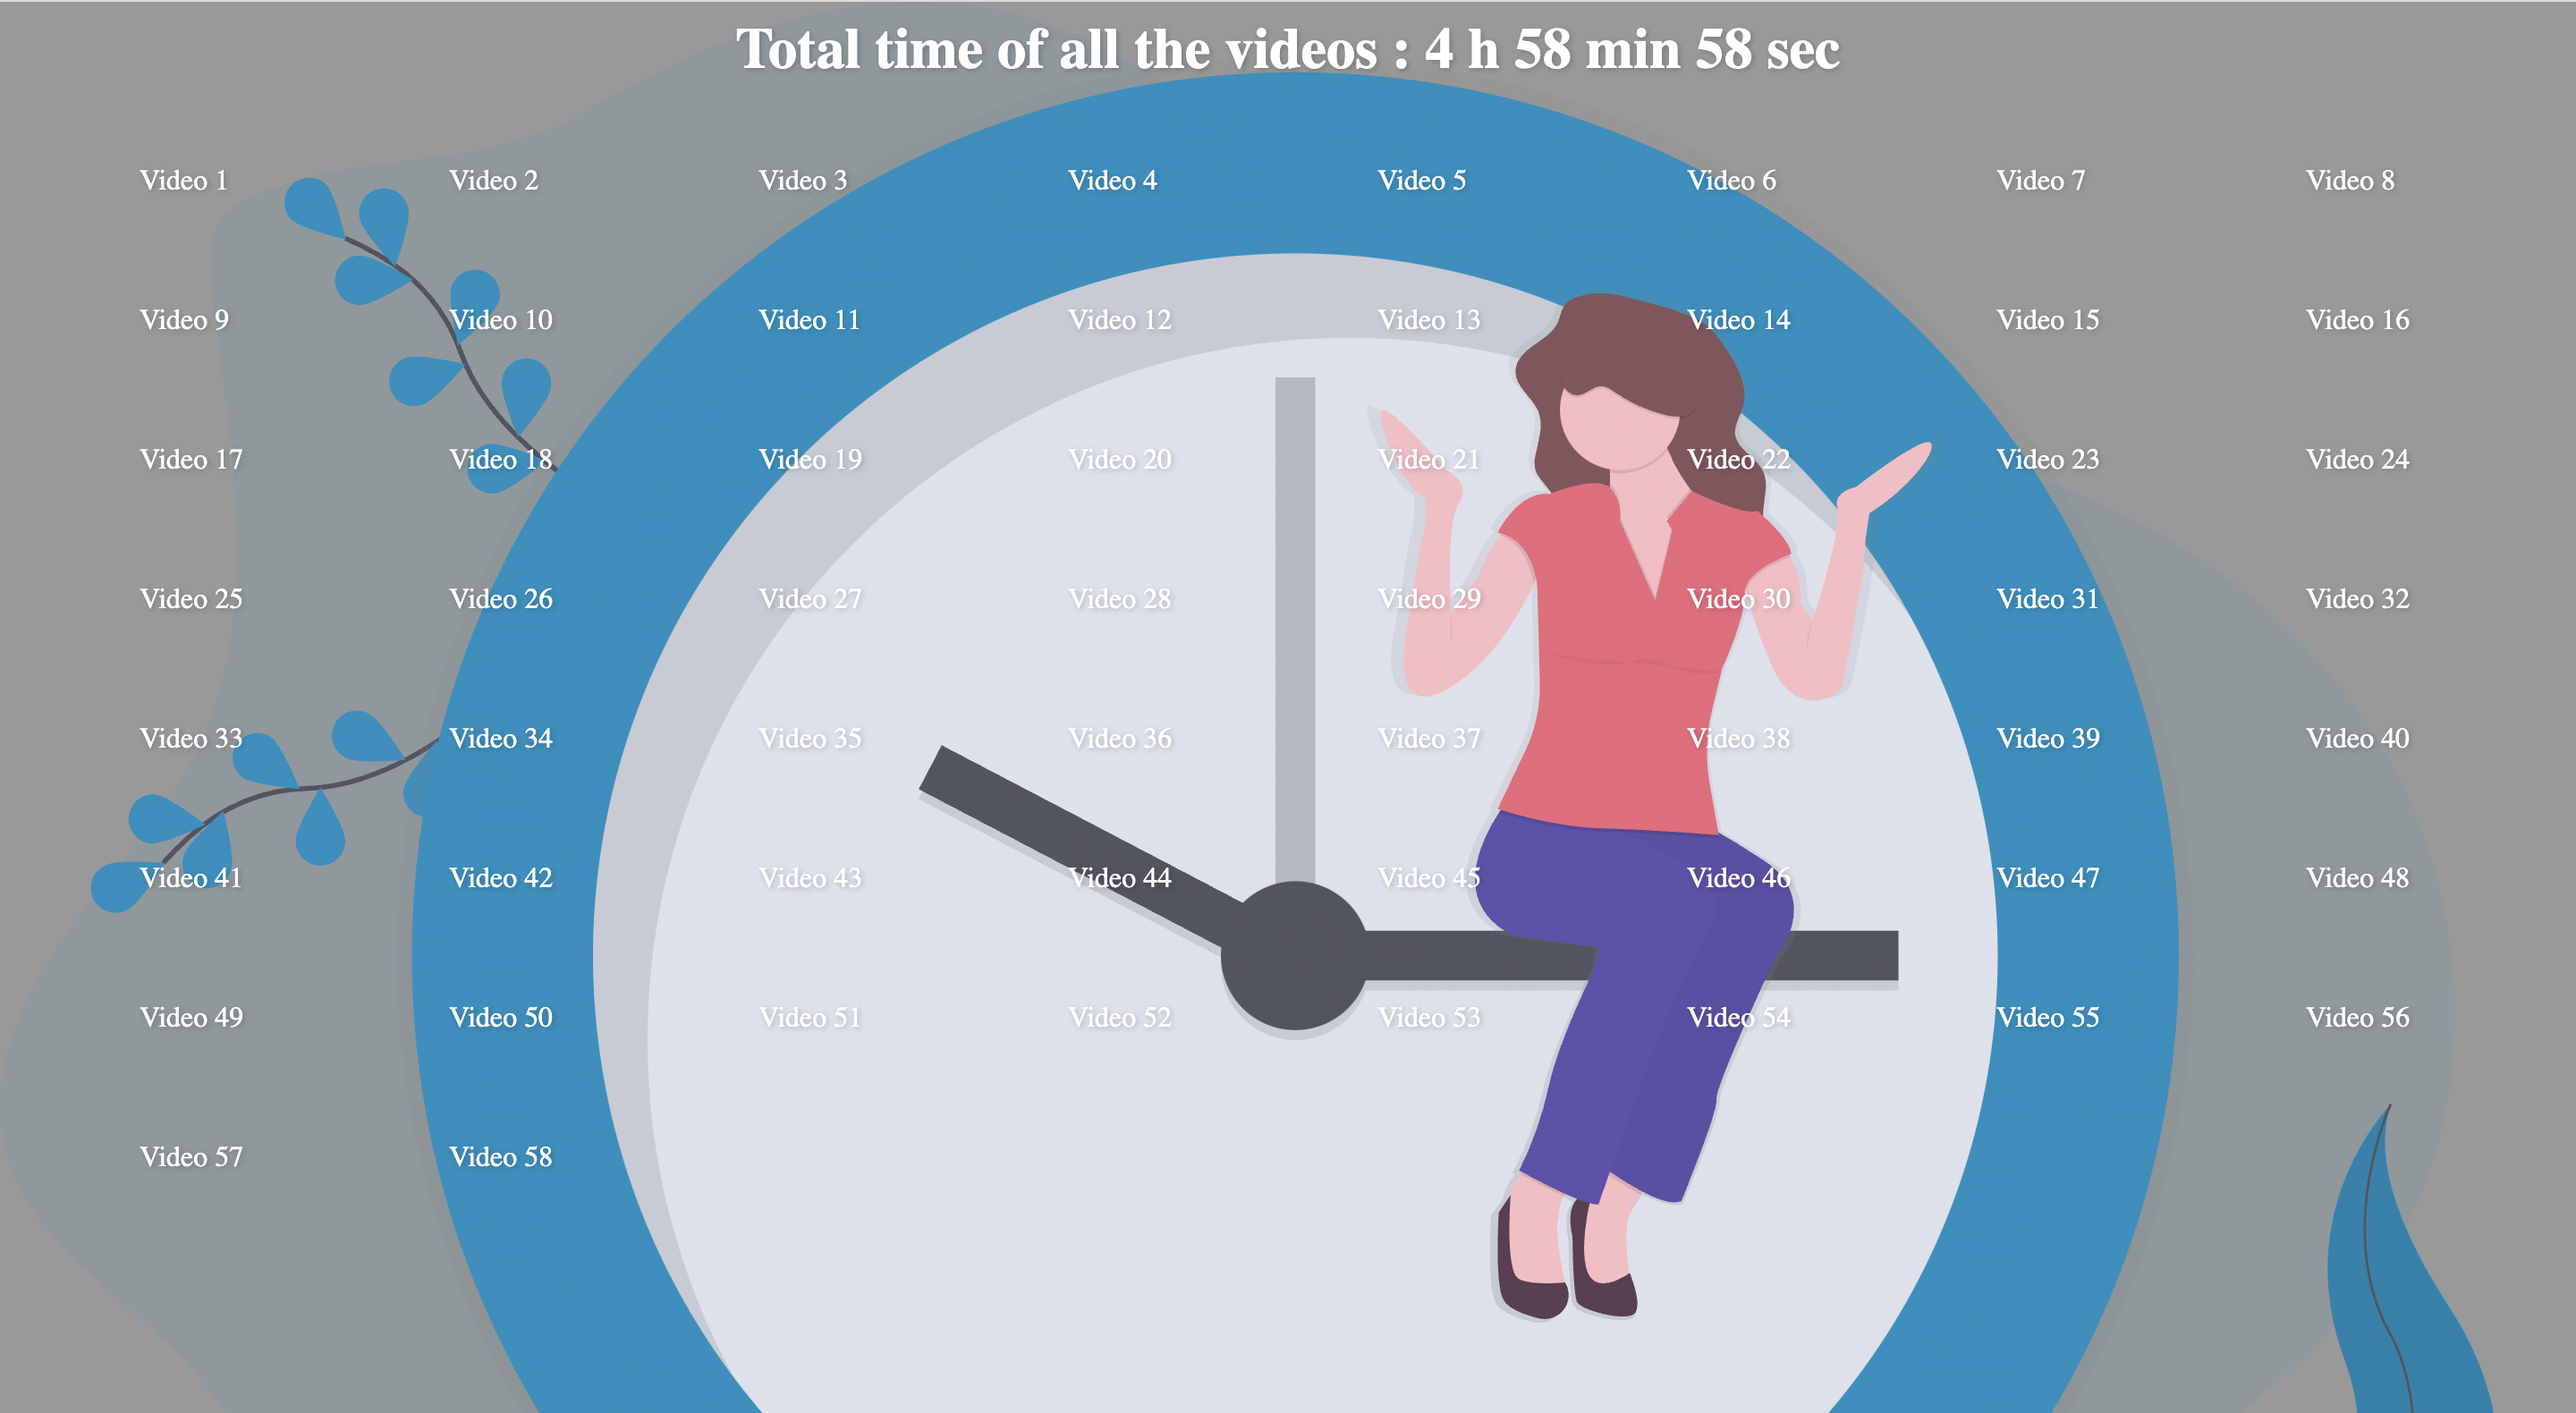 Total time of all the videos : 4 h 58 min 58 sec
Video 1 Video 2 Video 3 Video 4 Video 5 Video 6 Video 7 Video 8
Video 9 Video 10 Video 11 Video 12 Video 13 Video 14 Video 15 Video 16
Video 17 Video 18 Video 19 Video 20 Video 21 Video 22 Video 23 Video 24
Video 25 Video 26 Video 27 Video 28 Video 29 Video 30 Video 31 Video 32
Video 33 Video 34 Video 35 Video 36 Video 37 Video 38 Video 39 Video 40
Video 41 Video 42 Video 43 Video 44 Video 45 Video 46 Video 47 Video 48
Video 49 Video 50 Video 51 Video 52 Video 53 Video 54 Video 55 Video 56
Video 57 Video 58